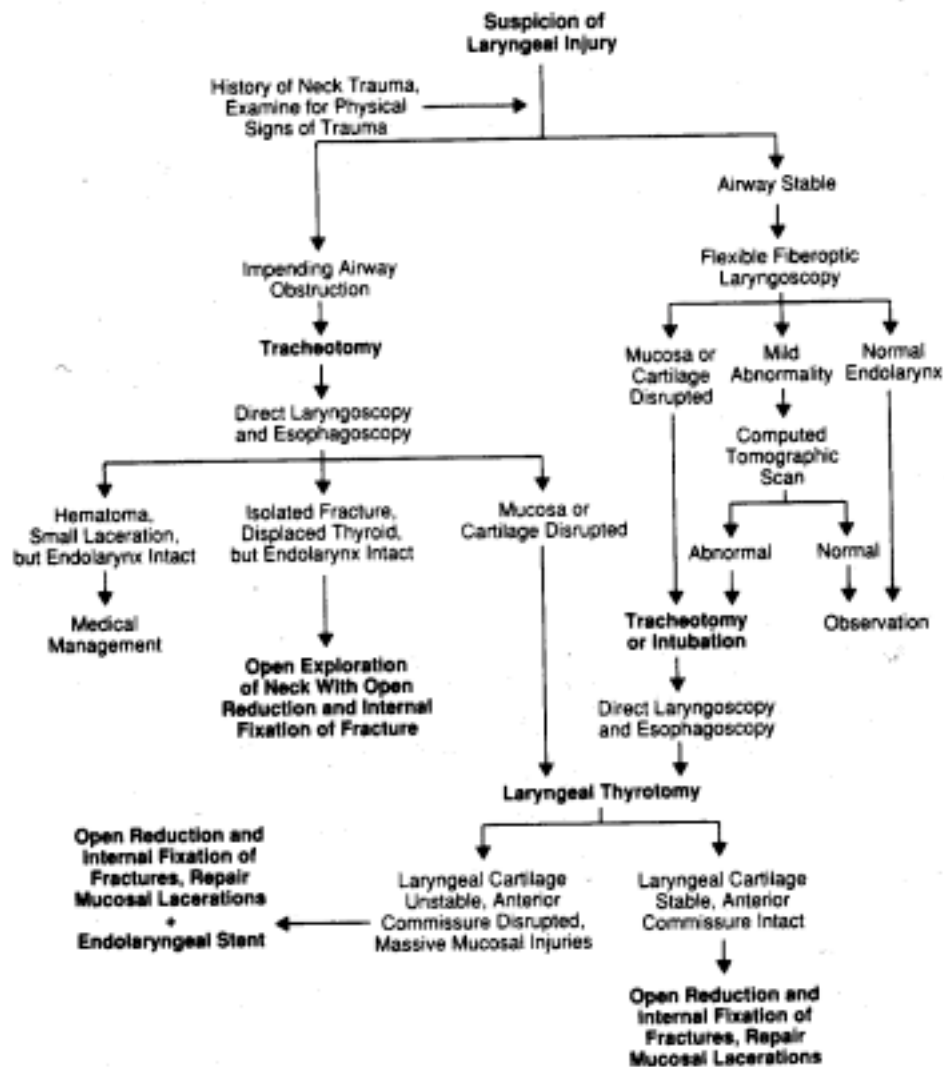 Suspicion of
Laryngeal Injury
History of Neck Trauma,
Examine for Physical
Signs of Trauma
Airway Stable
Flexible Fiberoptic
Laryngoscopy
Impending Airway
Obstruction
Tracheotomy
Direct Laryngoscopy
and Esophagoscopy
Mucosa or
Cartilage
Disrupted
Mild
Abnormality
Normal
Endolarynx
Computed
Tomographic
Scan
Hematoma,
Small Laceration,
but Endolarynx Intact
Isolated Fracture,
Displaced Thyroid,
but Endolarynx Intact
Mucosa or
Cartilage Disrupted
Abnormal
Normal
Medical
Management
Tracheotomy
or Intubation
Observation
Open Exploration
of Neck With Open
Reduction and Internal
Fixation of Fracture
Direct Laryngoscopy
and Esophagoscopy
Laryngeal Thyrotomy
Open Reduction and
Internal Fixation of
Fractures, Repair
Mucosal Lacerations
+
Endolaryngeal Stent
Laryngeal Cartilage
Unstable, Anterior
Commissure Disrupted,
Massive Mucosal Injuries
Laryngeal Cartilage
Stable, Anterior
Commissure Intact
Open Reduction and
Internal Fixation of
Fractures, Repair
Mucosal Lacerations